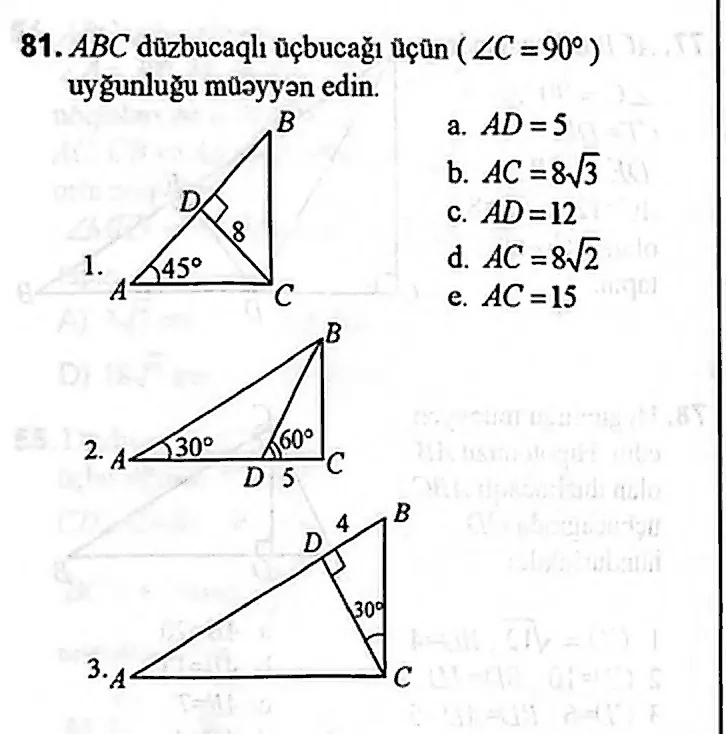 81. ABC düzbucaqlı üçbucağı üçün (∠C = 90°)
uyğunluğu müəyyən edin.
a. AD = 5
b. AC = 8√3
c. AD = 12
d. AC = 8√2
e. AC = 15
1. A B C D 8 45°
2. A B C D 5 30° 60°
3. A B C D 4 30°